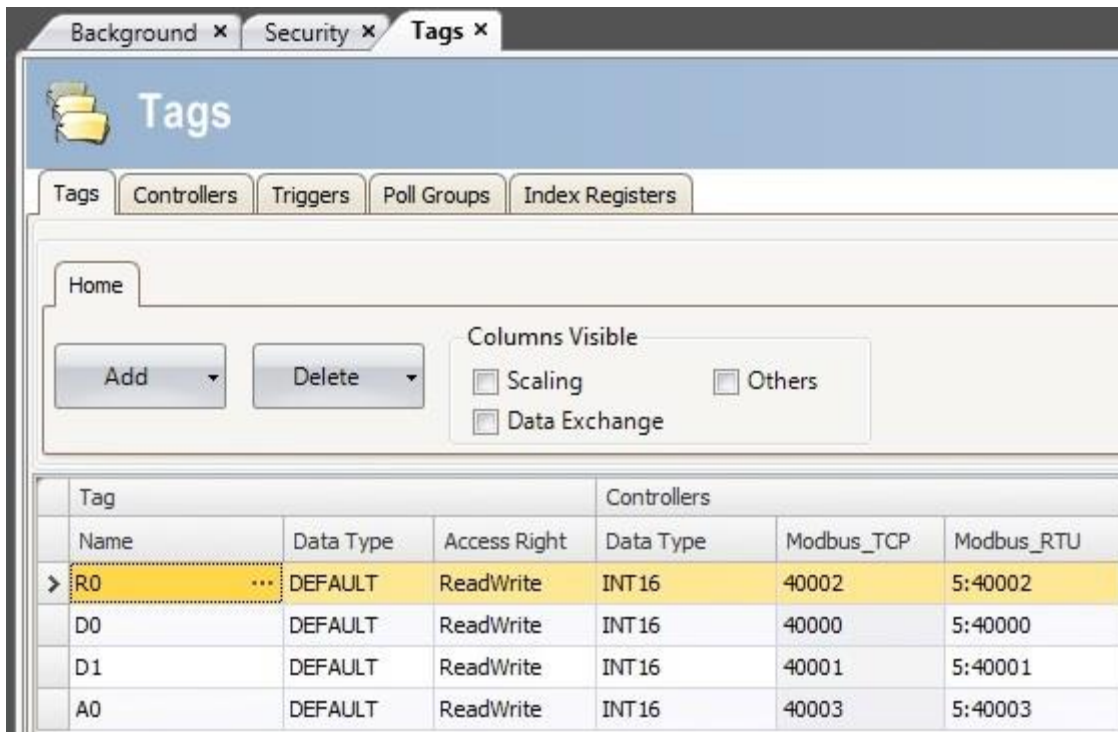 Background × Security × Tags ×
Tags
Tags Controllers Triggers Poll Groups Index Registers
Home
Columns Visible
Add Delete Scaling Others
Data Exchange
Tag Controllers
Name Data Type Access Right Data Type Modbus_TCP Modbus_RTU
R0 ... DEFAULT ReadWrite INT16 40002 5:40002
D0 DEFAULT ReadWrite INT16 40000 5:40000
D1 DEFAULT ReadWrite INT16 40001 5:40001
A0 DEFAULT ReadWrite INT16 40003 5:40003